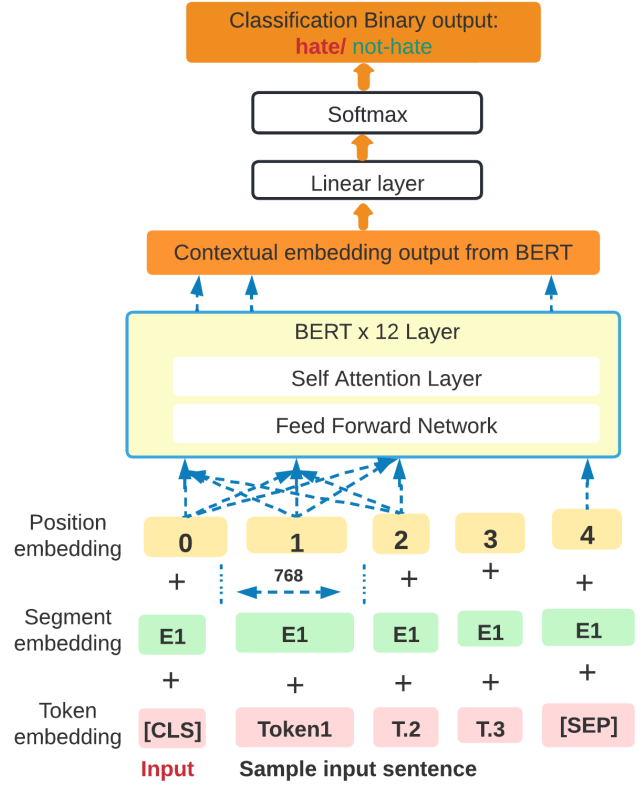 Classification Binary output:
hate/ not-hate
Softmax
Linear layer
Contextual embedding output from BERT
BERT x 12 Layer
Self Attention Layer
Feed Forward Network
Position
embedding
0 1 2 3 4
+ 768 + + +
Segment
embedding
E1 E1 E1 E1 E1
+ + + + +
Token
embedding
[CLS] Token1 T.2 T.3 [SEP]
Input Sample input sentence